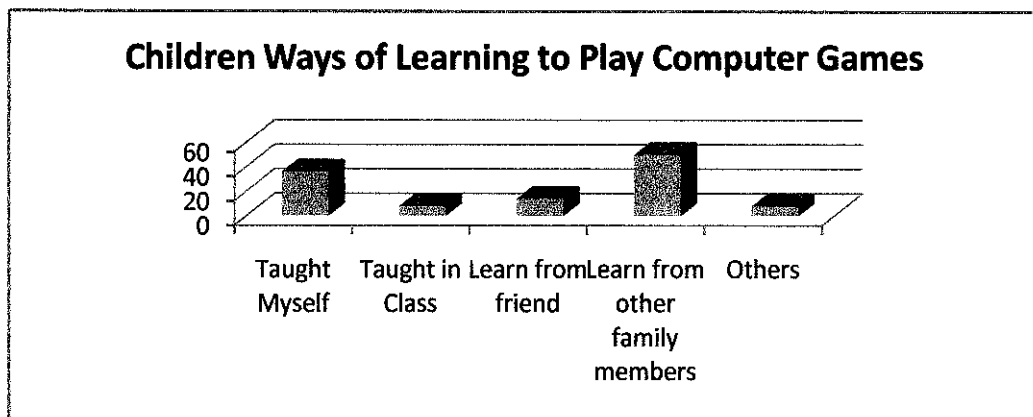 Children Ways of Learning to Play Computer Games
60
40
20
0
Taught Myself
Taught in Class
Learn from friend
Learn from other family members
Others